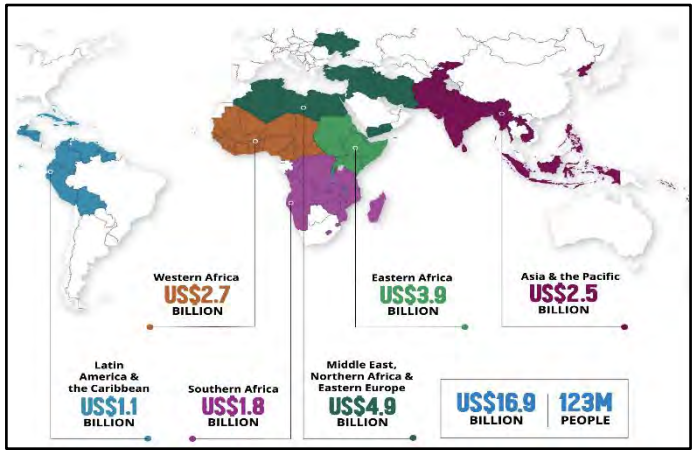 Western Africa
US$2.7
BILLION
Eastern Africa
US$3.9
BILLION
Asia & the Pacific
US$2.5
BILLION
Latin
America &
the Caribbean
US$1.1
BILLION
Southern Africa
US$1.8
BILLION
Middle East,
Northern Africa &
Eastern Europe
US$4.9
BILLION
US$16.9
BILLION
123M
PEOPLE